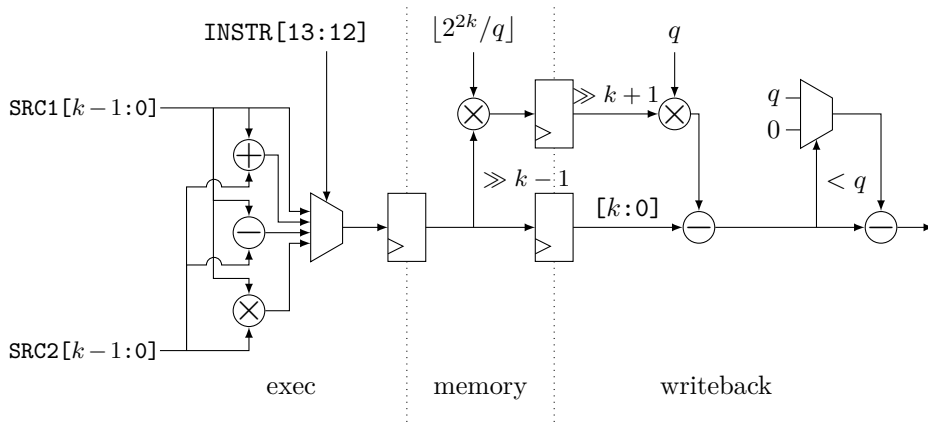 INSTR[13:12]
⌊2^{2k}/q⌋
q
SRC1[k−1:0]
≫ k+1
q
0
≫ k−1
< q
[k:0]
SRC2[k−1:0]
exec
memory
writeback